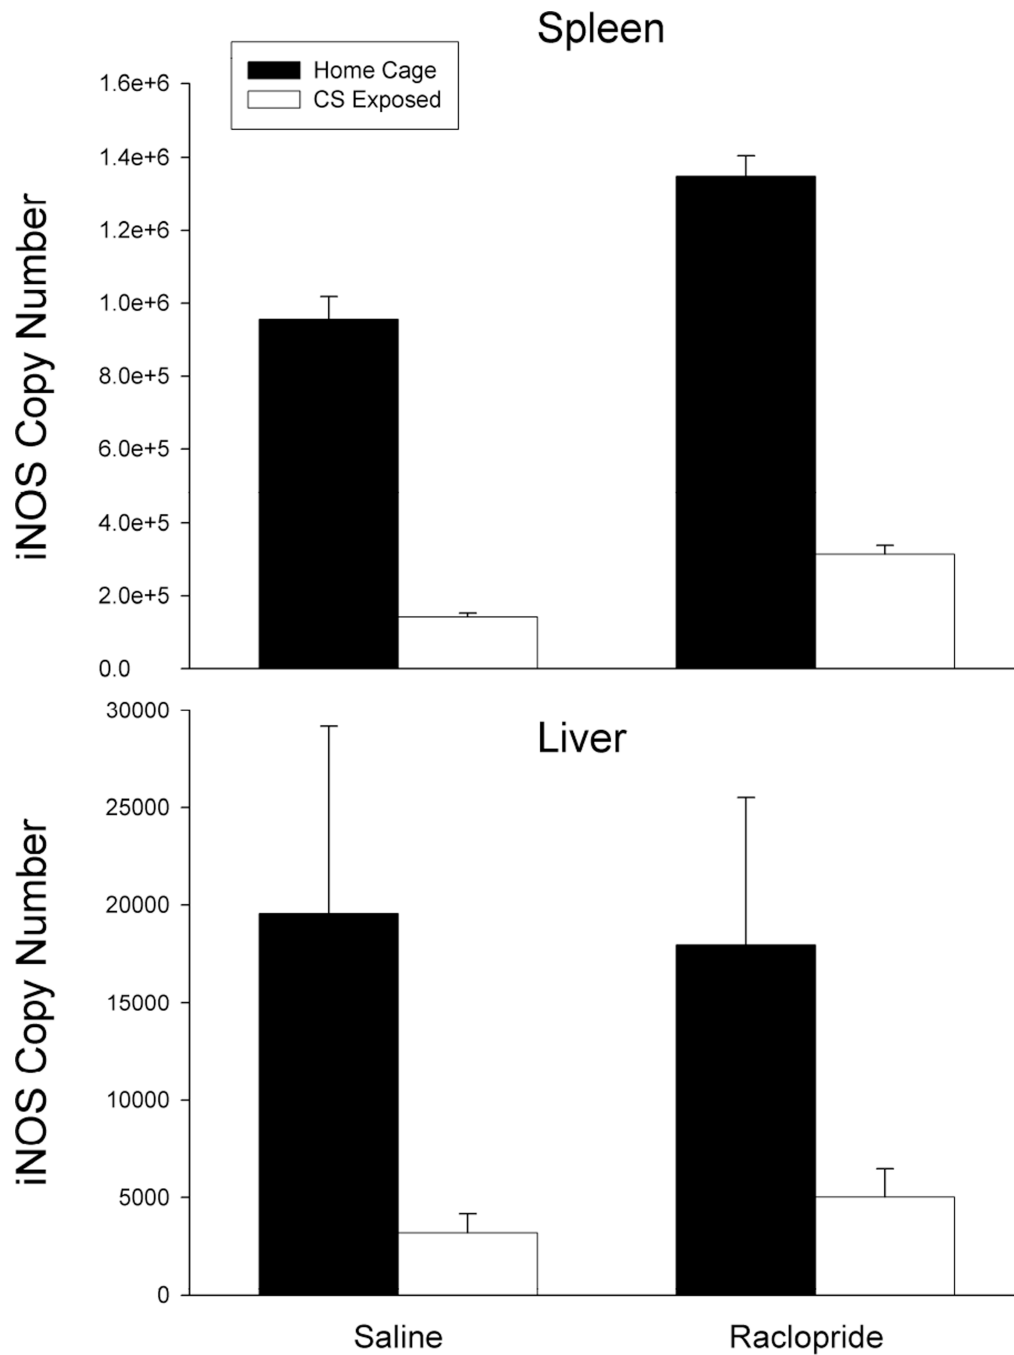 Spleen
Home Cage
CS Exposed
iNOS Copy Number
1.6e+6
1.4e+6
1.2e+6
1.0e+6
8.0e+5
6.0e+5
4.0e+5
2.0e+5
0.0
Liver
iNOS Copy Number
30000
25000
20000
15000
10000
5000
0
Saline
Raclopride